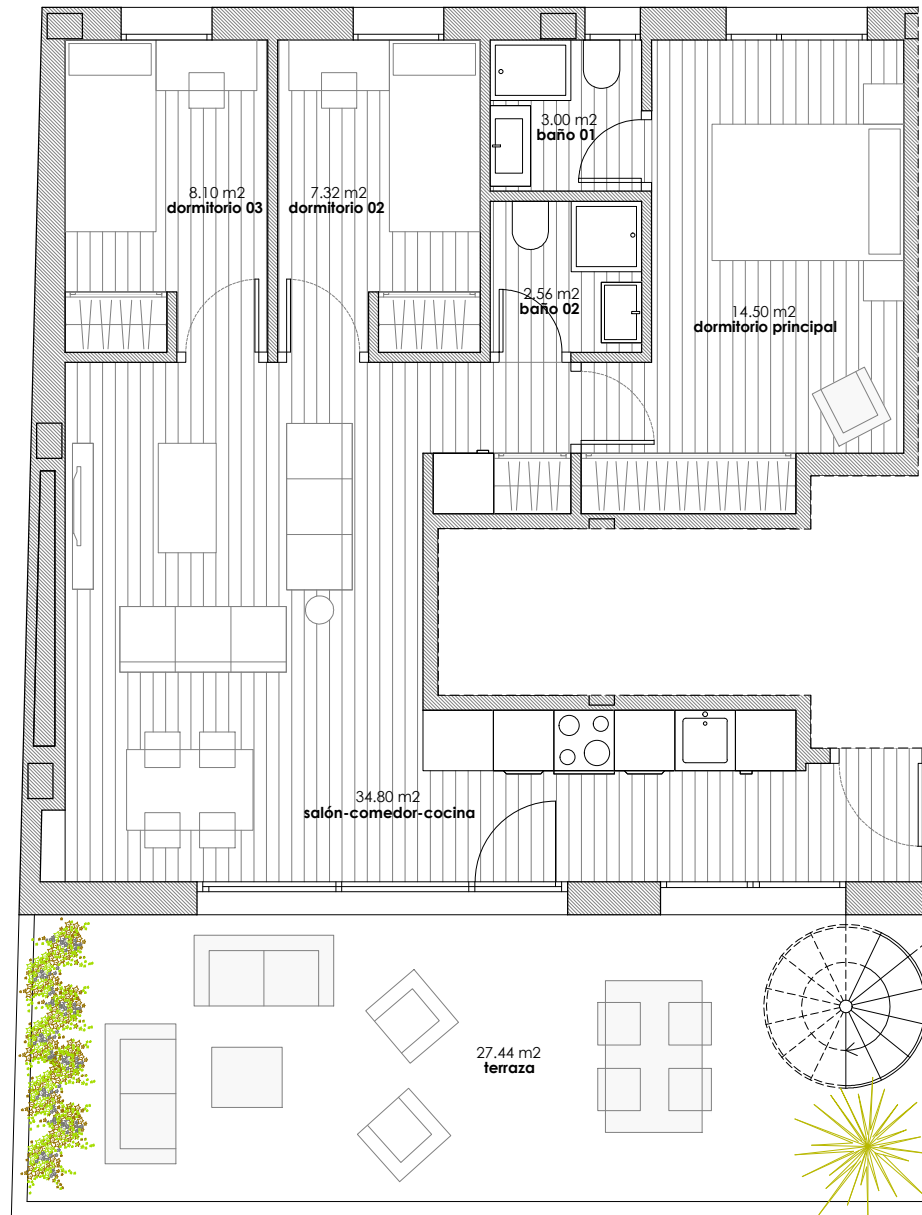 3.00 m2
baño 01
8.10 m2
dormitorio 03
7.32 m2
dormitorio 02
2.56 m2
baño 02
14.50 m2
dormitorio principal
34.80 m2
salón-comedor-cocina
27.44 m2
terraza